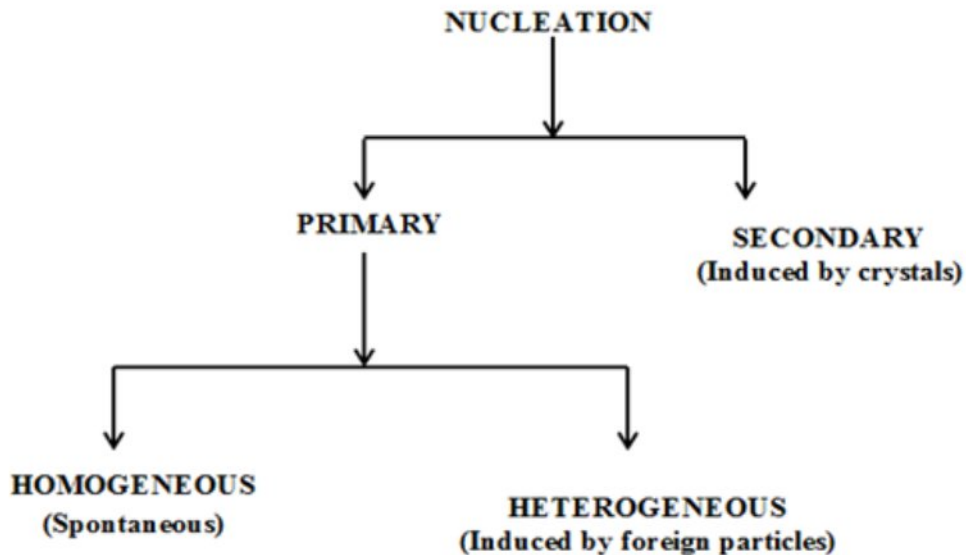 NUCLEATION
PRIMARY
SECONDARY
(Induced by crystals)
HOMOGENEOUS
(Spontaneous)
HETEROGENEOUS
(Induced by foreign particles)